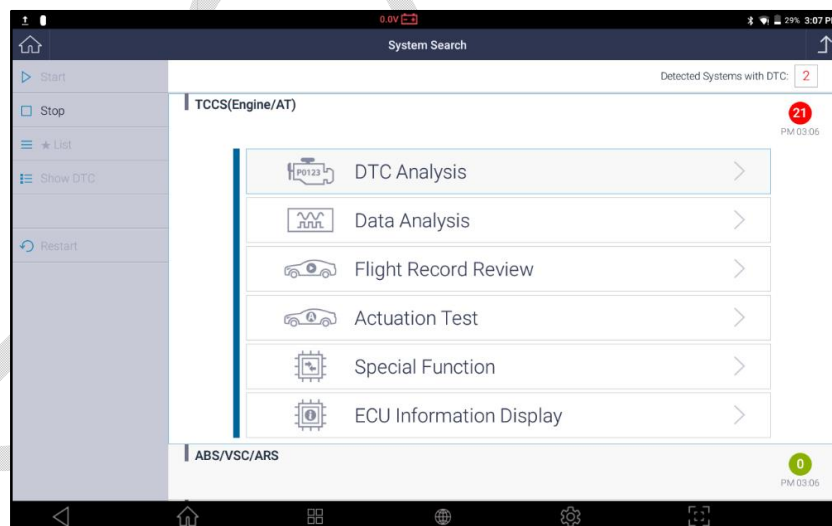 0.0V
29% 3:07 P
System Search
Start
Detected Systems with DTC: 2
Stop
TCCS(Engine/AT)
21
PM 03:06
★ List
P0123
DTC Analysis
Show DTC
Data Analysis
Restart
Flight Record Review
Actuation Test
Special Function
ECU Information Display
ABS/VSC/ARS
0
PM 03:06